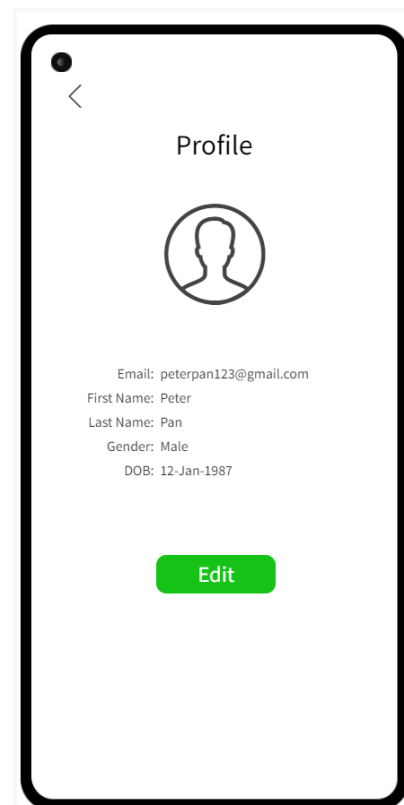 Profile
Email: peterpan123@gmail.com
First Name: Peter
Last Name: Pan
Gender: Male
DOB: 12-Jan-1987
Edit